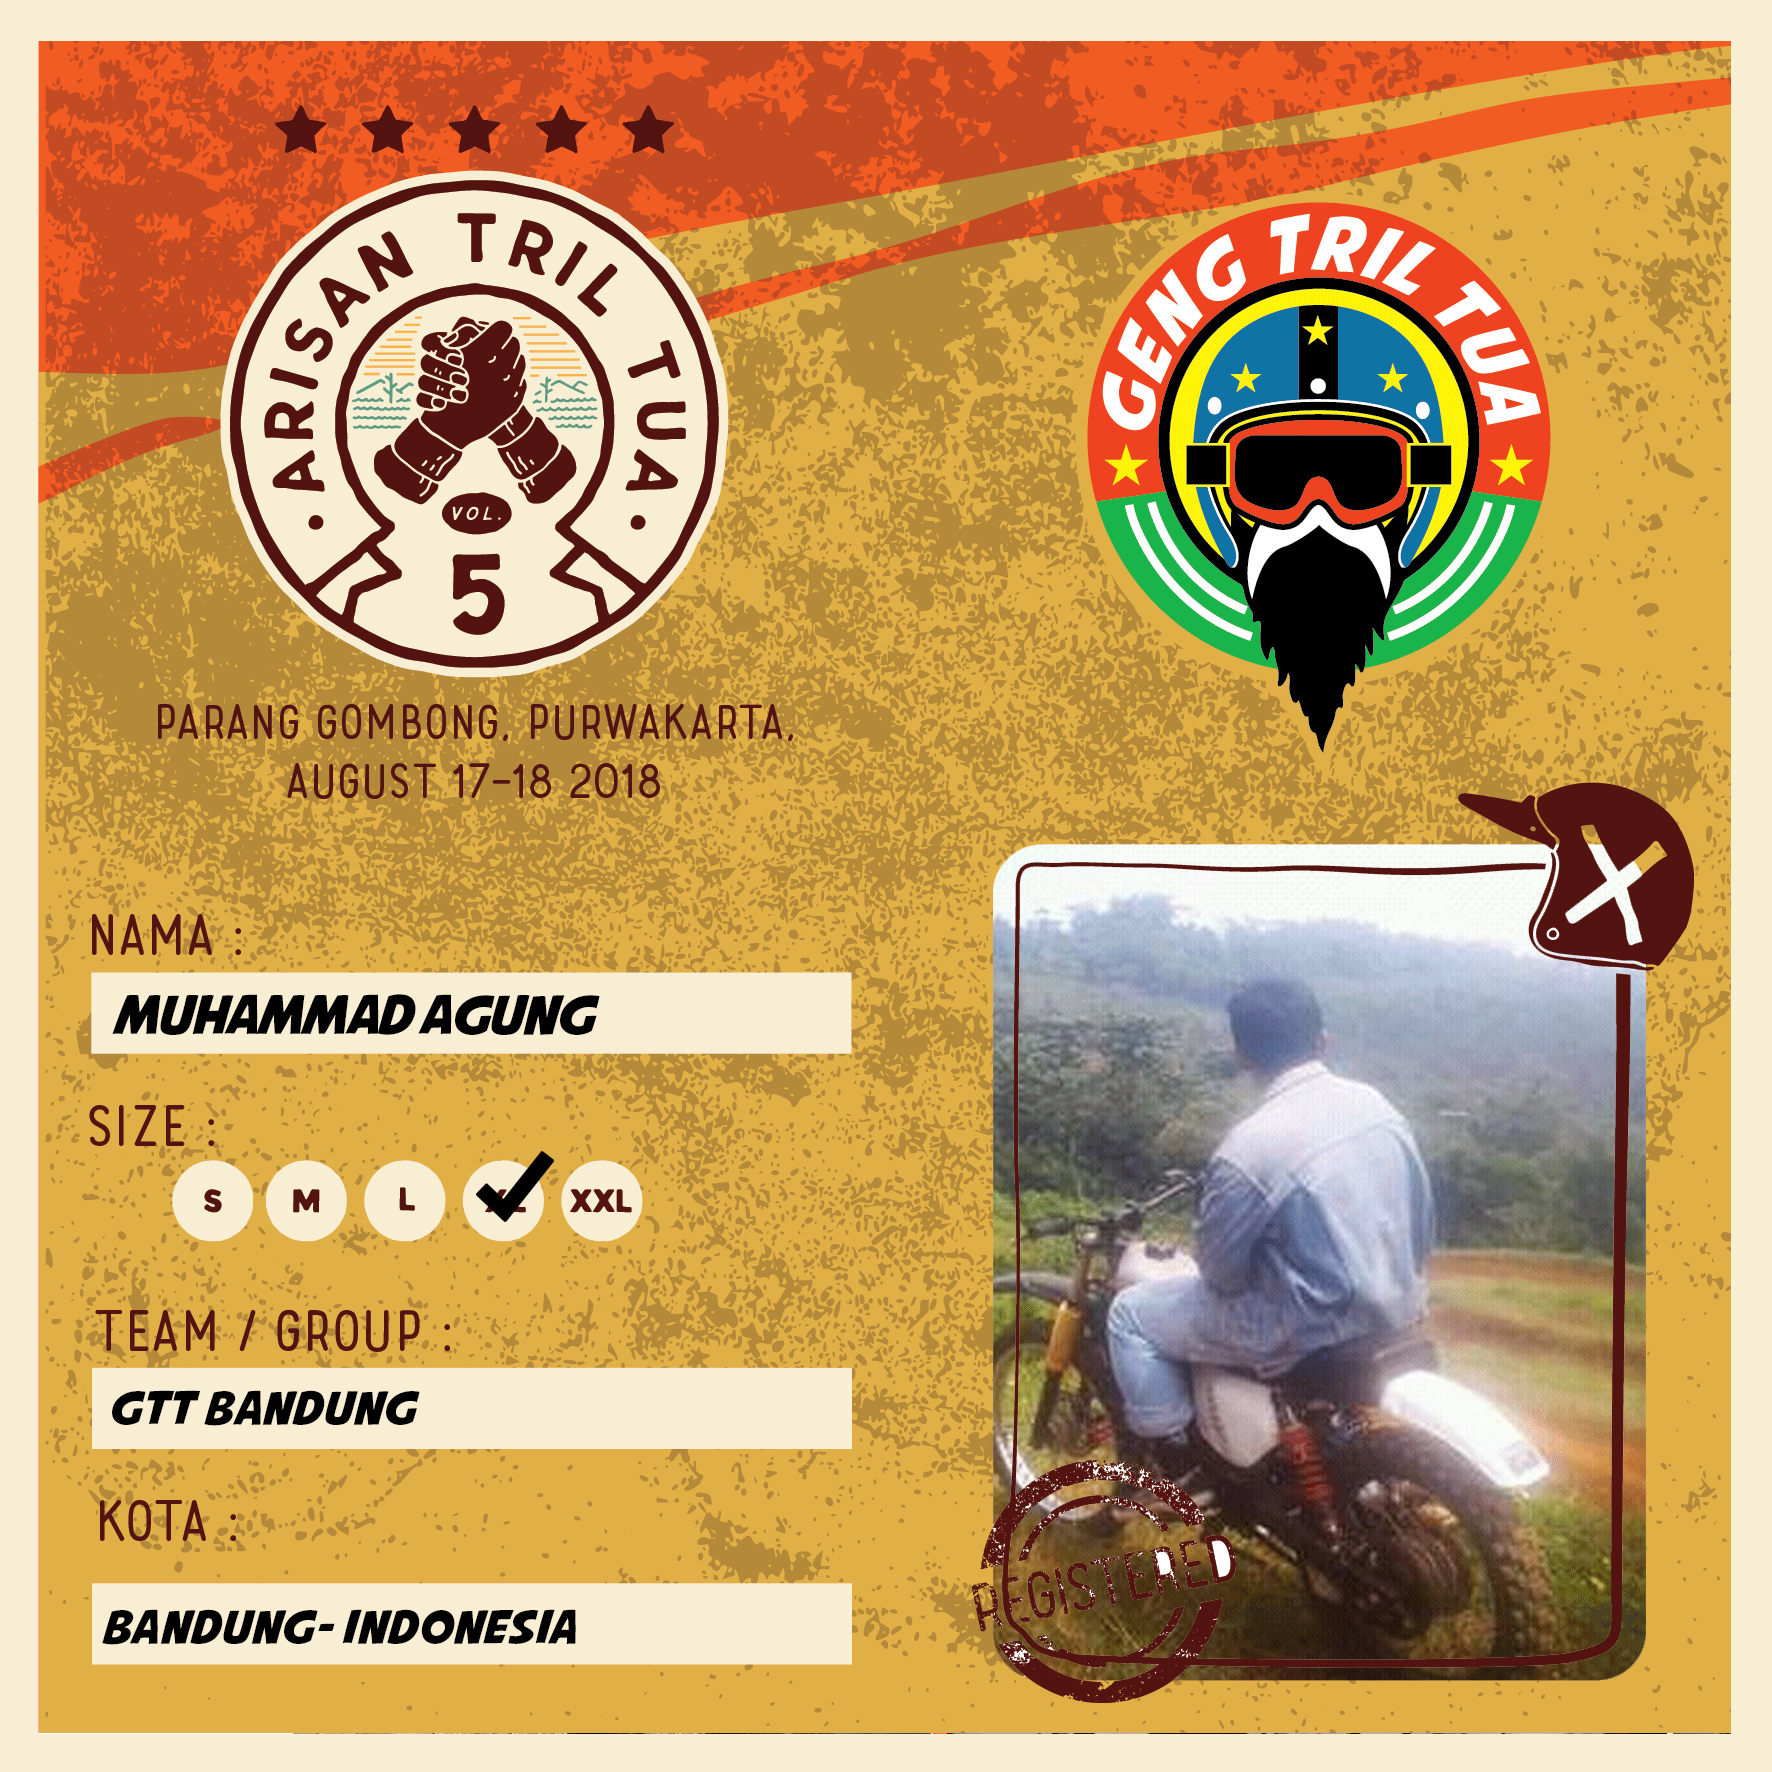 ARISAN TRIL TUA
VOL.
5
GENG TRIL TUA
PARANG GOMBONG, PURWAKARTA,
AUGUST 17-18 2018
NAMA :
MUHAMMAD AGUNG
SIZE :
S M L XL XXL
TEAM / GROUP :
GTT BANDUNG
KOTA :
BANDUNG- INDONESIA
REGISTERED